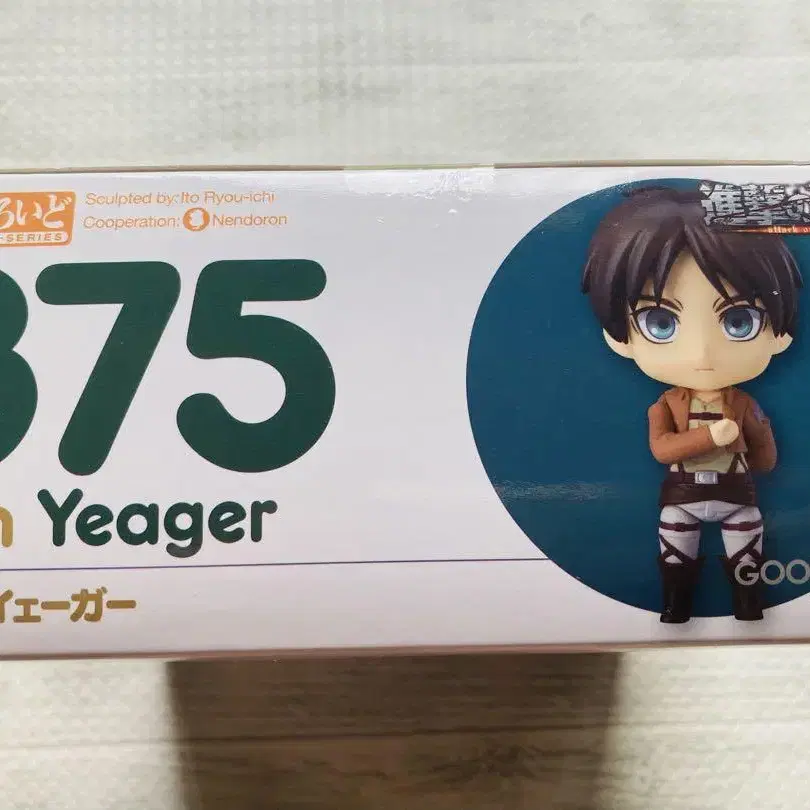 ろいど
SERIES
Sculpted by: Ito Ryou-ichi
Cooperation: Nendoron
375
n Yeager
イェーガー
進撃
attack o
GOO